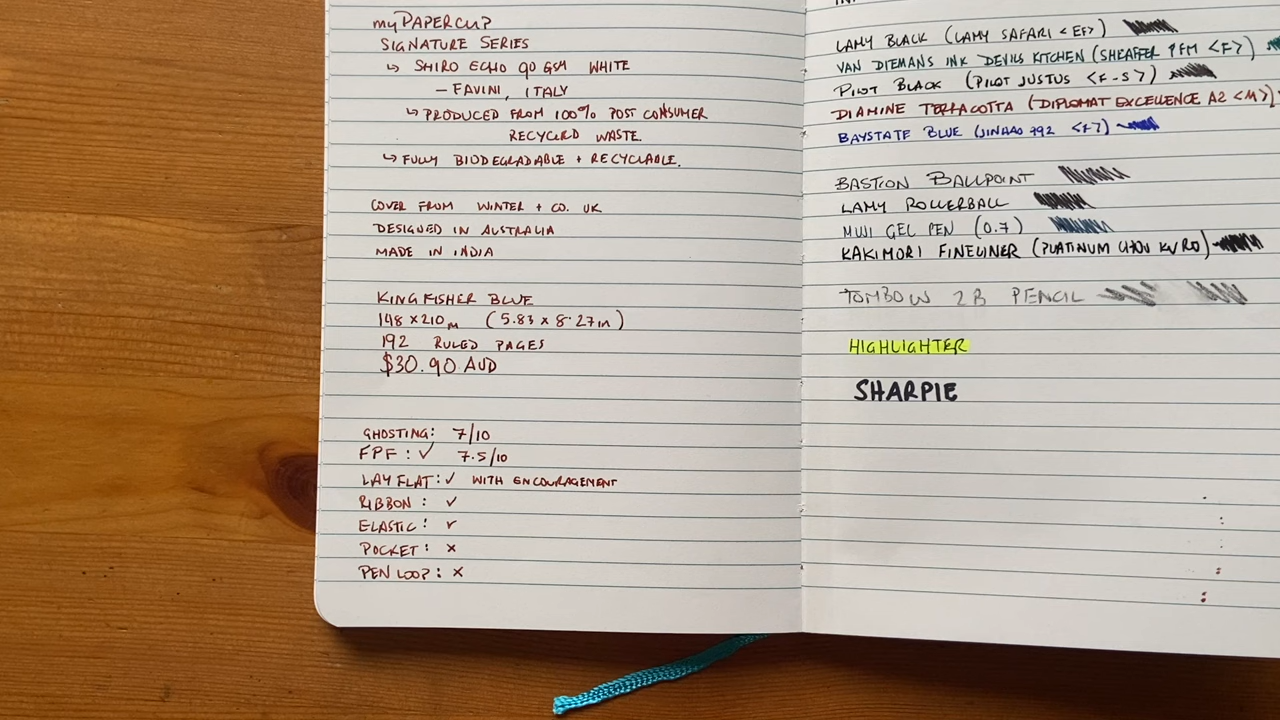 myPAPERCUP
SIGNATURE SERIES
↳ SHIRO ECHO 90 GSM WHITE
– FAVINI, ITALY
↳ PRODUCED FROM 100% POST CONSUMER
RECYCLED WASTE.
↳ FULLY BIODEGRADABLE + RECYCLABLE.
COVER FROM WINTER + CO. UK
DESIGNED IN AUSTRALIA
MADE IN INDIA
KINGFISHER BLUE
148 x 210m (5.83 x 8.27in)
192 RULED PAGES
$30.90 AUD
GHOSTING: 7/10
FPF: ✓ 7.5/10
LAY FLAT: ✓ WITH ENCOURAGEMENT
RIBBON: ✓
ELASTIC: ✓
POCKET: x
PEN LOOP: x
LAMY BLACK (LAMY SAFARI <EF>)
VAN DIEMANS INK DEVILS KITCHEN (SHEAFFER PFM <F>)
PILOT BLACK (PILOT JUSTUS <F-S>)
DIAMINE TERRACOTTA (DIPLOMAT EXCELLENCE A2 <M>)
BAYSTATE BLUE (JINHAO 992 <F>)
BASTION BALLPOINT
LAMY ROLLERBALL
MUJI GEL PEN (0.7)
KAKIMORI FINELINER (PLATINUM
TOMBOW 2B PENCIL
HIGHLIGHTER
SHARPIE